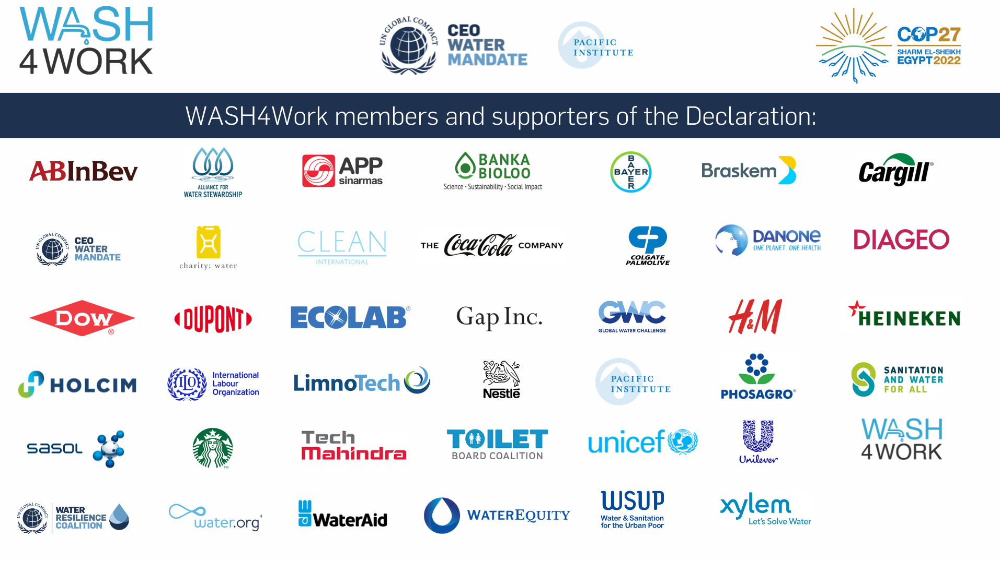 WASH
4WORK
UN GLOBAL COMPACT
CEO
WATER
MANDATE
PACIFIC
INSTITUTE
COP27
SHARM EL-SHEIKH
EGYPT2022
WASH4Work members and supporters of the Declaration:
ABInBev
ALLIANCE FOR
WATER STEWARDSHIP
APP
sinarmas
BANKA
BIOLOO
Science • Sustainability • Social Impact
BAYER
BAYER
Braskem
Cargill®
UN GLOBAL COMPACT
CEO
WATER
MANDATE
charity: water
CLEAN
INTERNATIONAL
THE Coca-Cola COMPANY
CP
COLGATE
PALMOLIVE
DANONE
ONE PLANET. ONE HEALTH
DIAGEO
DOW®
DUPONT
ECOLAB®
Gap Inc.
GWC
GLOBAL WATER CHALLENGE
H&M
HEINEKEN
HOLCIM
ILO
International
Labour
Organization
LimnoTech
Nestlé
PACIFIC
INSTITUTE
PHOSAGRO®
SANITATION
AND WATER
FOR ALL
sasol
TM
Tech
Mahindra
TOILET
BOARD COALITION
unicef
Unilever
WASH
4WORK
UN GLOBAL COMPACT
WATER
RESILIENCE
COALITION
water.org
WaterAid
WATEREQUITY
WSUP
Water & Sanitation
for the Urban Poor
xylem
Let's Solve Water